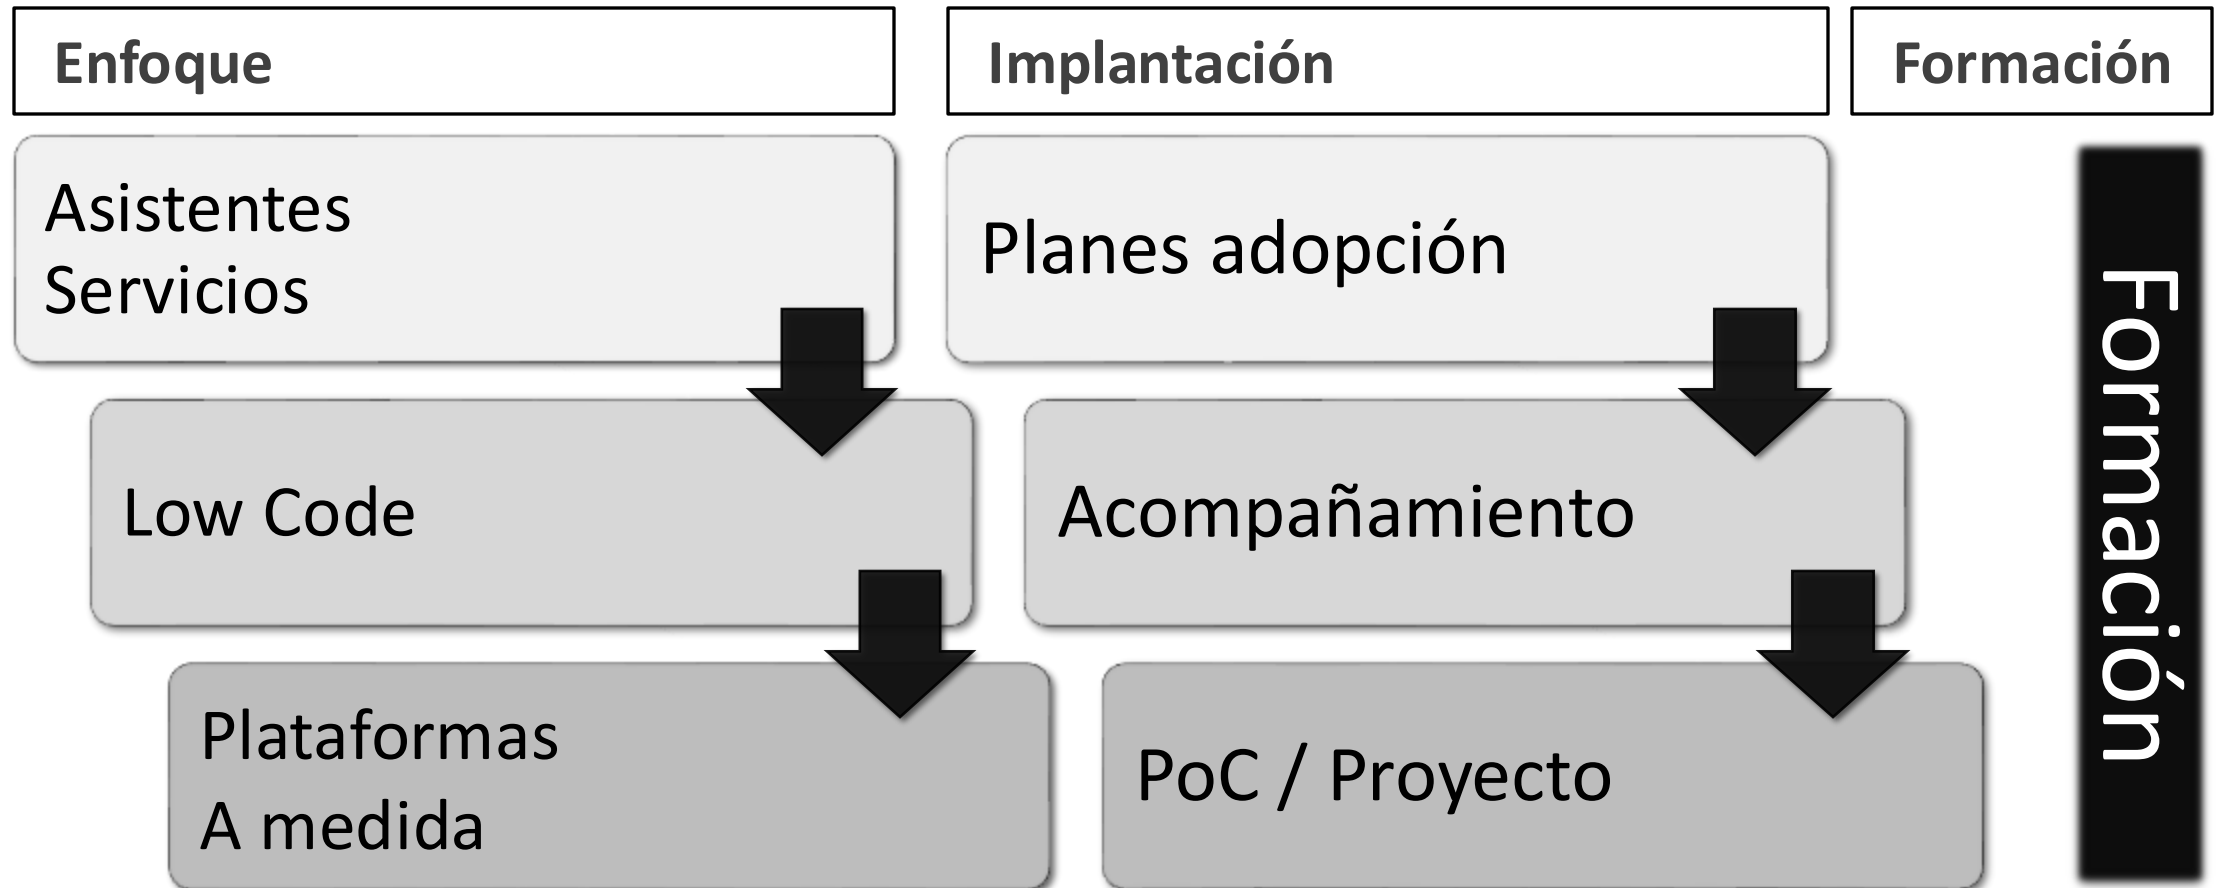 Enfoque
Implantación
Formación
Asistentes
Servicios
Planes adopción
Low Code
Acompañamiento
Plataformas
A medida
PoC / Proyecto
Formación